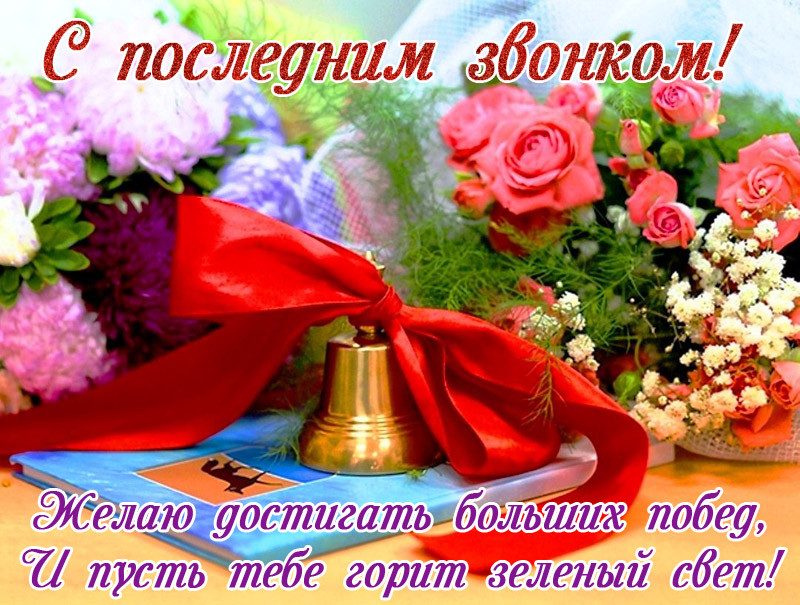 С последним звонком!
Желаю достигать больших побед,
И пусть тебе горит зеленый свет!